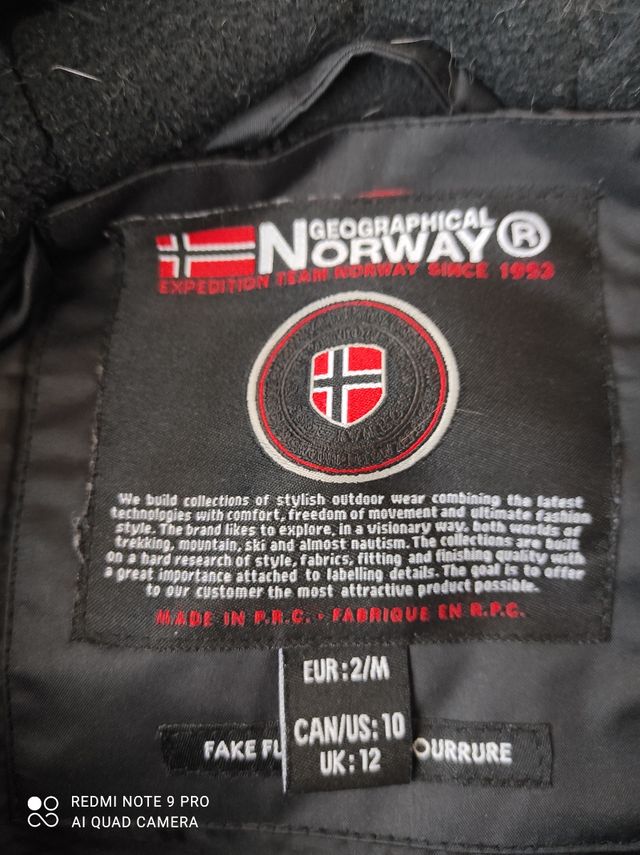 GEOGRAPHICAL
NORWAY®
EXPEDITION TEAM NORWAY SINCE 1993
We build collections of stylish outdoor wear combining the latest
technologies with comfort, freedom of movement and ultimate fashion
style. The brand likes to explore, in a visionary way, both worlds of
trekking, mountain, ski and almost nautism. The collections are built
on a hard research of style, fabrics, fitting and finishing quality with
a great importance attached to labelling details. The goal is to offer
to our customer the most attractive product possible.
MADE IN P.R.C. - FABRIQUE EN R.P.C.
EUR:2/M
CAN/US:10
UK:12
FAKE FU OURRURE
REDMI NOTE 9 PRO
AI QUAD CAMERA